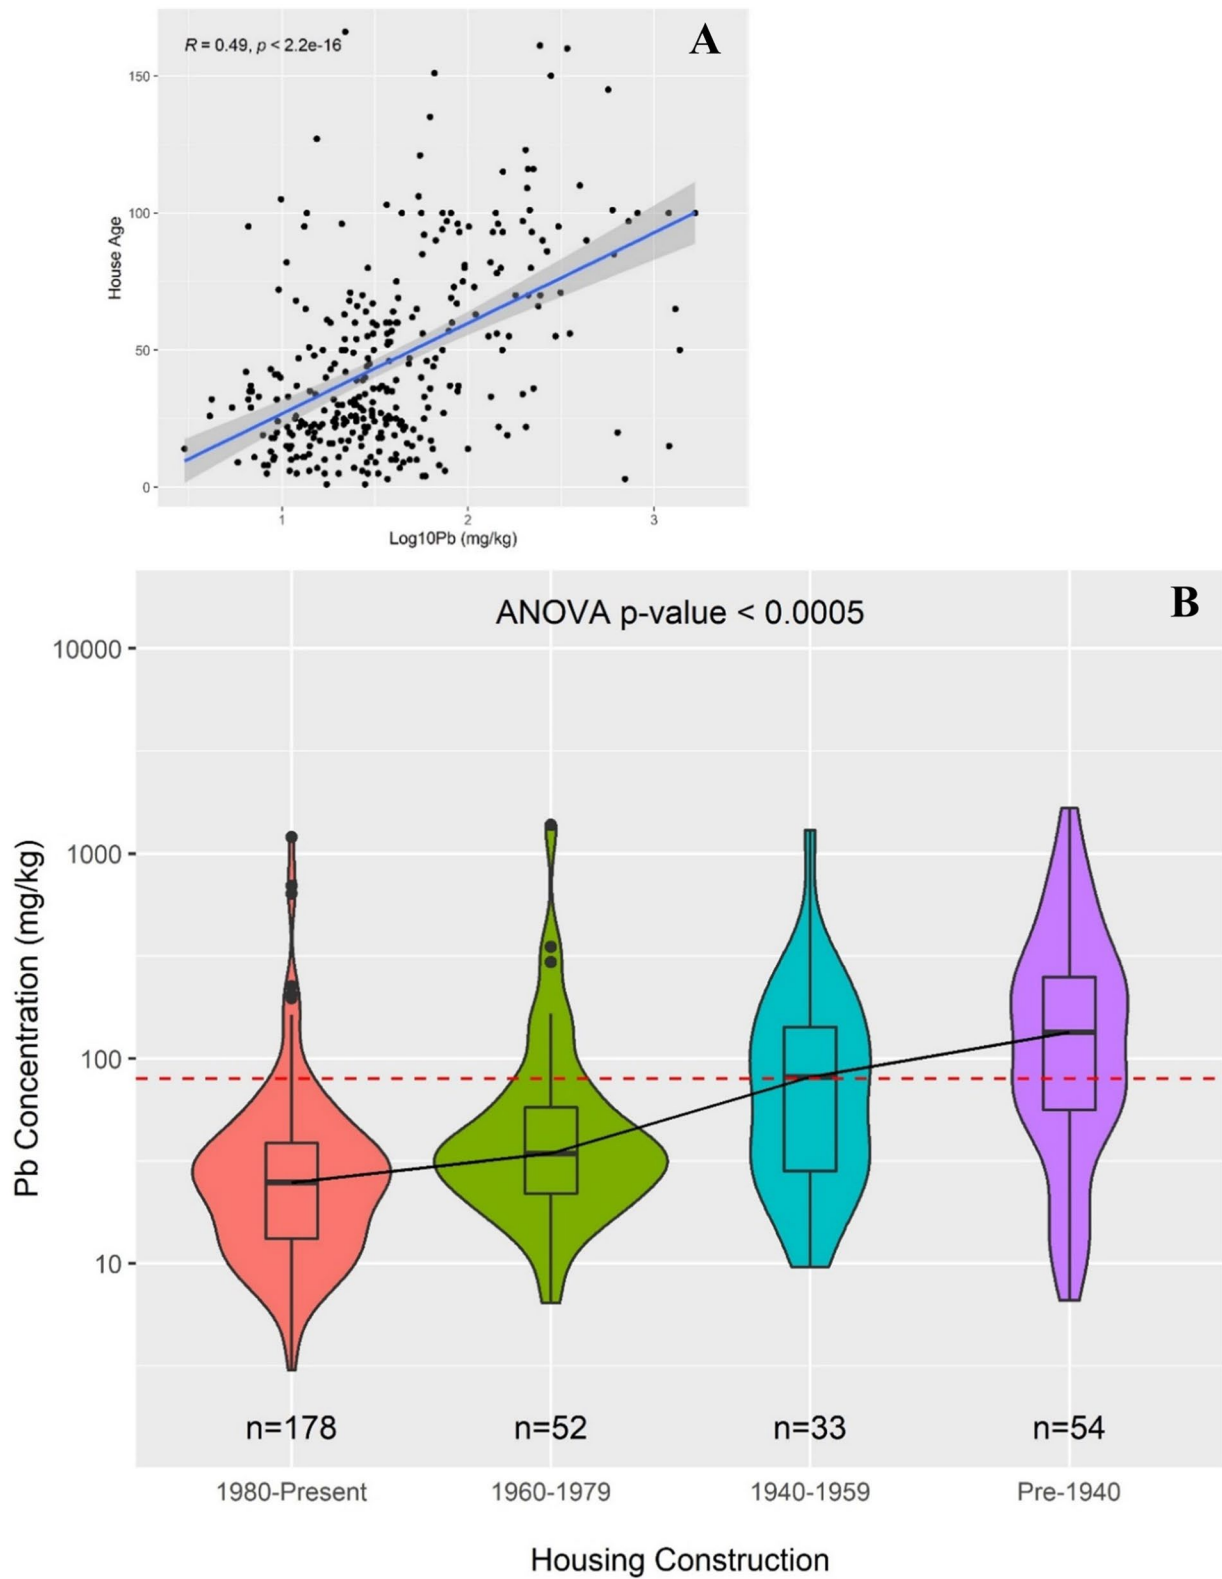 R = 0.49, p < 2.2e-16
A
150
100
50
0
House Age
1
2
3
Log10Pb (mg/kg)
ANOVA p-value < 0.0005
B
10000
1000
100
10
Pb Concentration (mg/kg)
n=178
n=52
n=33
n=54
1980-Present
1960-1979
1940-1959
Pre-1940
Housing Construction